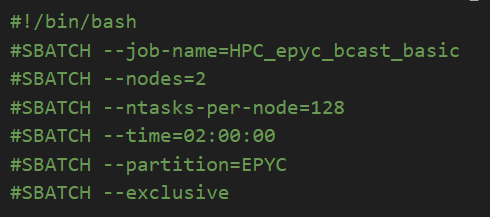 #!/bin/bash
#SBATCH --job-name=HPC_epyc_bcast_basic
#SBATCH --nodes=2
#SBATCH --ntasks-per-node=128
#SBATCH --time=02:00:00
#SBATCH --partition=EPYC
#SBATCH --exclusive